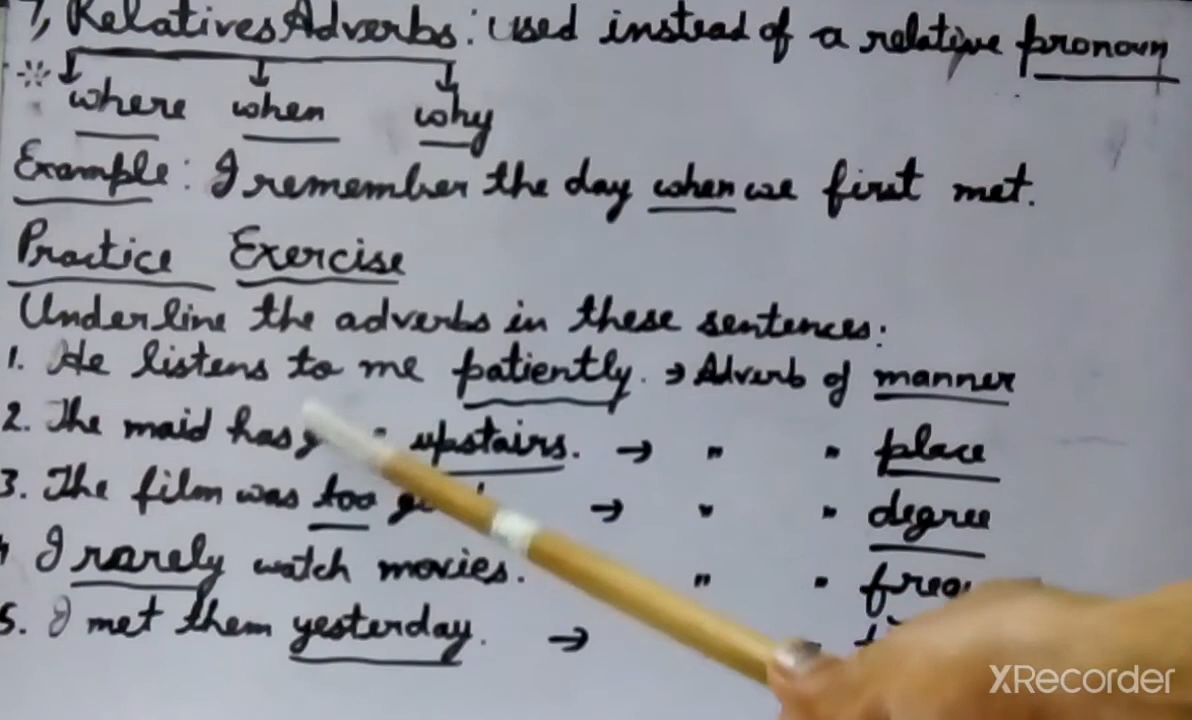 7, Relatives Adverbs: used instead of a relative pronoun
where when why
Example: I remember the day when we first met.
Practice Exercise
Underline the adverbs in these sentences:
1. He listens to me patiently. → Adverb of manner
2. The maid has upstairs. → " " place
3. The film was too → " " degree
I rarely watch movies. " "
5. I met them yesterday. →
XRecorder